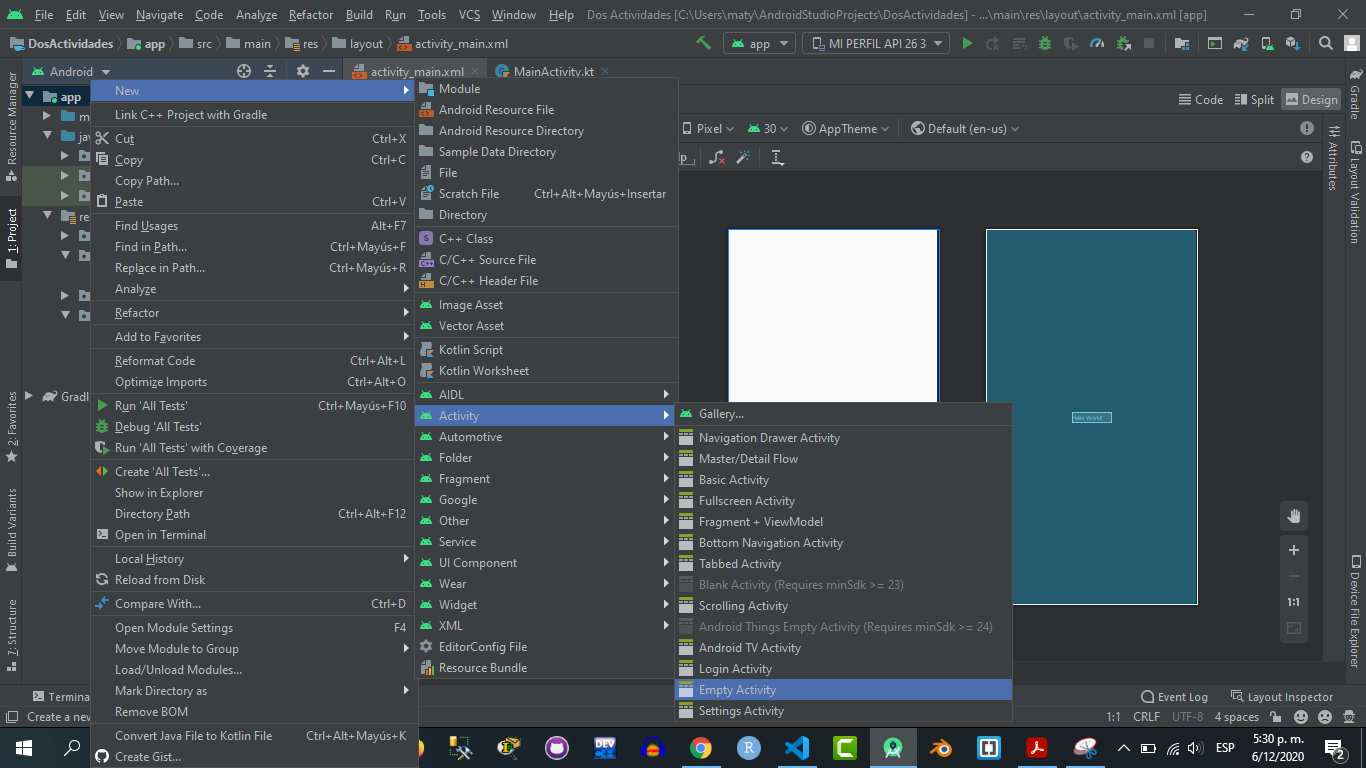 File Edit View Navigate Code Analyze Refactor Build Run Tools VCS Window Help Dos Actividades [C:\Users\maty\AndroidStudioProjects\DosActividades] - ...\main\res\layout\activity_main.xml [app]
DosActividades app src main res layout activity_main.xml app MI PERFIL API 26 3
Android activity_main.xml MainActivity.kt
Resource Manager
1: Project
2: Favorites
Build Variants
7: Structure
app
m
jav
res
Gradle
New
Link C++ Project with Gradle
Cut Ctrl+X
Copy Ctrl+C
Copy Path...
Paste Ctrl+V
Find Usages Alt+F7
Find in Path... Ctrl+Mayús+F
Replace in Path... Ctrl+Mayús+R
Analyze
Refactor
Add to Favorites
Reformat Code Ctrl+Alt+L
Optimize Imports Ctrl+Alt+O
Run 'All Tests' Ctrl+Mayús+F10
Debug 'All Tests'
Run 'All Tests' with Coverage
Create 'All Tests'...
Show in Explorer
Directory Path Ctrl+Alt+F12
Open in Terminal
Local History
Reload from Disk
Compare With... Ctrl+D
Open Module Settings F4
Move Module to Group
Load/Unload Modules...
Mark Directory as
Remove BOM
Convert Java File to Kotlin File Ctrl+Alt+Mayús+K
Create Gist...
Module
Android Resource File
Android Resource Directory
Sample Data Directory
File
Scratch File Ctrl+Alt+Mayús+Insertar
Directory
C++ Class
C/C++ Source File
C/C++ Header File
Image Asset
Vector Asset
Kotlin Script
Kotlin Worksheet
AIDL
Activity
Automotive
Folder
Fragment
Google
Other
Service
UI Component
Wear
Widget
XML
EditorConfig File
Resource Bundle
Gallery...
Navigation Drawer Activity
Master/Detail Flow
Basic Activity
Fullscreen Activity
Fragment + ViewModel
Bottom Navigation Activity
Tabbed Activity
Blank Activity (Requires minSdk >= 23)
Scrolling Activity
Android Things Empty Activity (Requires minSdk >= 24)
Android TV Activity
Login Activity
Empty Activity
Settings Activity
Code Split Design
Pixel 30 AppTheme Default (en-us)
Hello World!
1:1
Gradle
Attributes
Layout Validation
Device File Explorer
Termina
Event Log Layout Inspector
Create a new
1:1 CRLF UTF-8 4 spaces
DEV
ESP
5:30 p. m.
6/12/2020
2